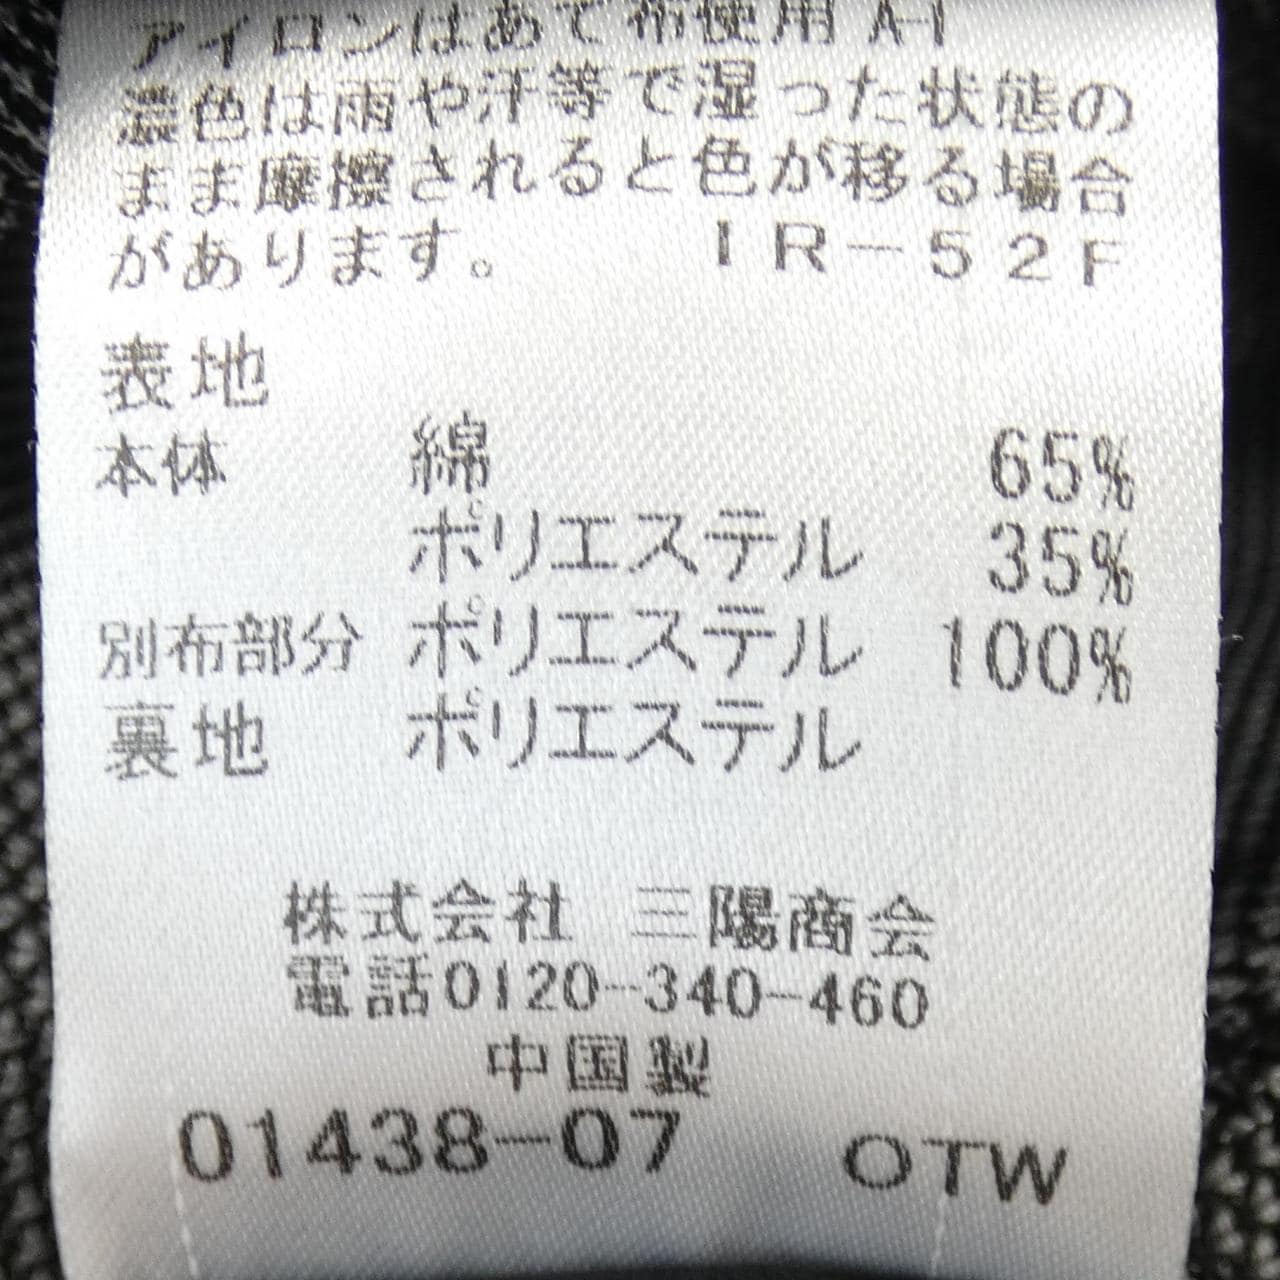 アイロンはあて布使用 A-1
濃色は雨や汗等で湿った状態の
まま摩擦されると色が移る場合
があります。 IR-52F
表地
本体 綿 65%
ポリエステル 35%
別布部分 ポリエステル 100%
裏地 ポリエステル
株式会社 三陽商会
電話0120-340-460
中国製
01438-07 OTW